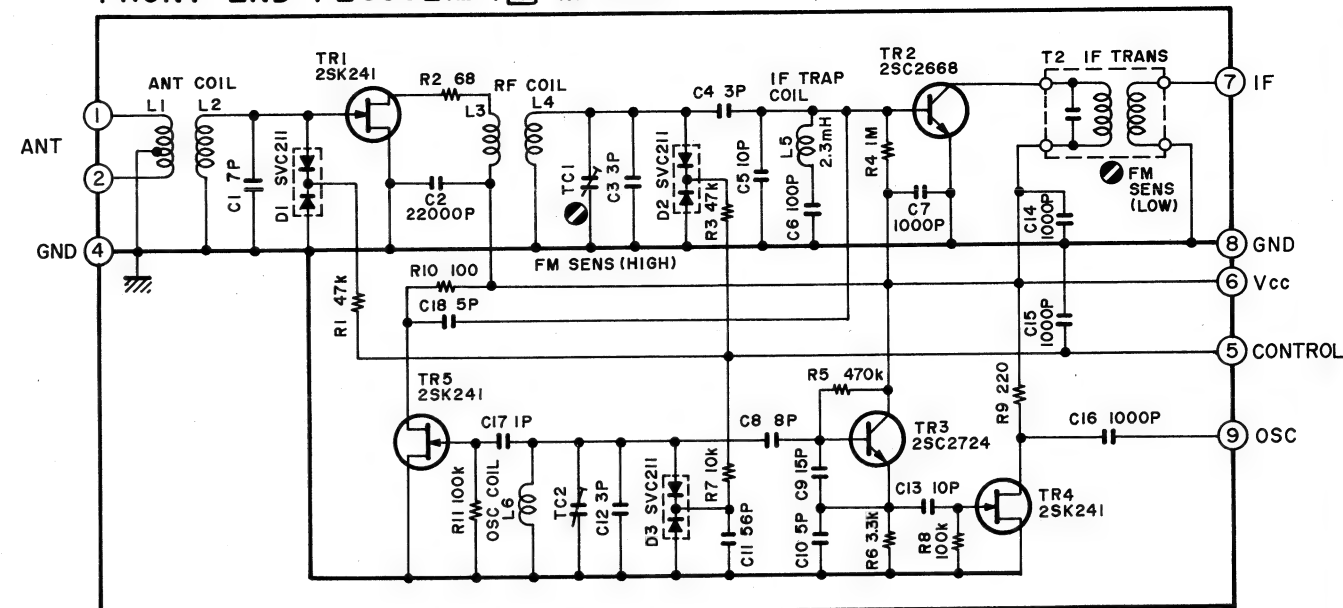 TR1
2SK241
TR2
2SC2668
T2 IF TRANS
ANT COIL
L1
L2
R2 68
RF COIL
L3
L4
C4 3P
IF TRAP
COIL
7
IF
1
ANT
2
C1 7P
D1 SVC211
C2
22000P
TC1
C3 3P
D2 SVC211
R3 47k
C5 10P
L5
2.3mH
C6 100P
R4 1M
C7
1000P
FM
SENS
(LOW)
C14
1000P
GND
4
FM SENS (HIGH)
8
GND
R10 100
6
Vcc
R1 47k
C18 5P
C15
1000P
5
CONTROL
TR5
2SK241
R5 470k
R9 220
C17 1P
C8 8P
TR3
2SC2724
C16 1000P
9
OSC
R11 100k
OSC COIL
L6
TC2
C12 3P
D3 SVC211
R7 10k
C11 56P
C9 15P
C10 5P
C13 10P
R6 3.3k
R8
100k
TR4
2SK241